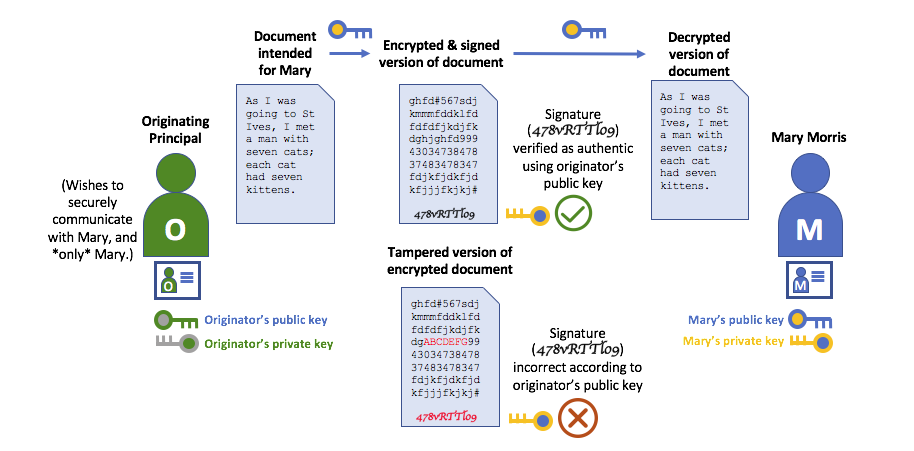 Document
intended
for Mary
As I was
going to St
Ives, I met
a man with
seven cats;
each cat
had seven
kittens.
Originating
Principal
(Wishes to
securely
communicate
with Mary, and
*only* Mary.)
O
O
Originator's public key
Originator's private key
Encrypted & signed
version of document
ghfd#567sdj
kmmmfddklfd
fdfdfjkdjfk
dghjghfd999
43034738478
37483478347
fdjkfjdkfjd
kfjjjfkjkj#
478vRTTl09
Signature
(478vRTTl09)
verified as authentic
using originator's
public key
Tampered version of
encrypted document
ghfd#567sdj
kmmmfddklfd
fdfdfjkdjfk
dgABCDEFG99
43034738478
37483478347
fdjkfjdkfjd
kfjjjfkjkj#
478vRTTl09
Signature
(478vRTTl09)
incorrect according to
originator's public key
Decrypted
version of
document
As I was
going to St
Ives, I met
a man with
seven cats;
each cat
had seven
kittens.
Mary Morris
M
M
Mary's public key
Mary's private key